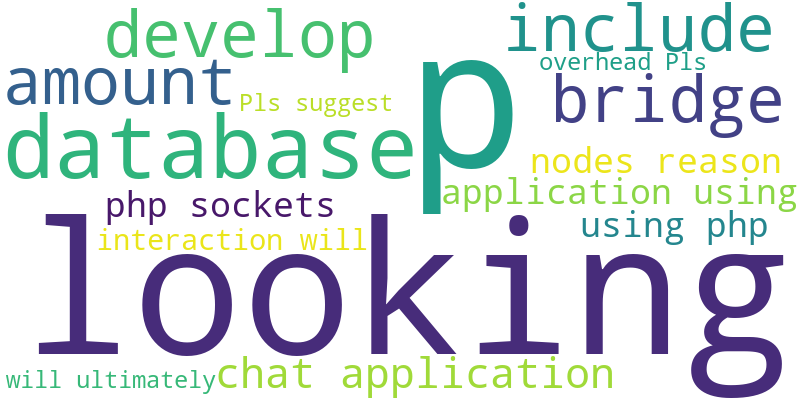 develop
include
overhead Pls
amount
p
bridge
Pls suggest
database
nodes reason
application using
php sockets
using php
looking
interaction will
chat application
will ultimately